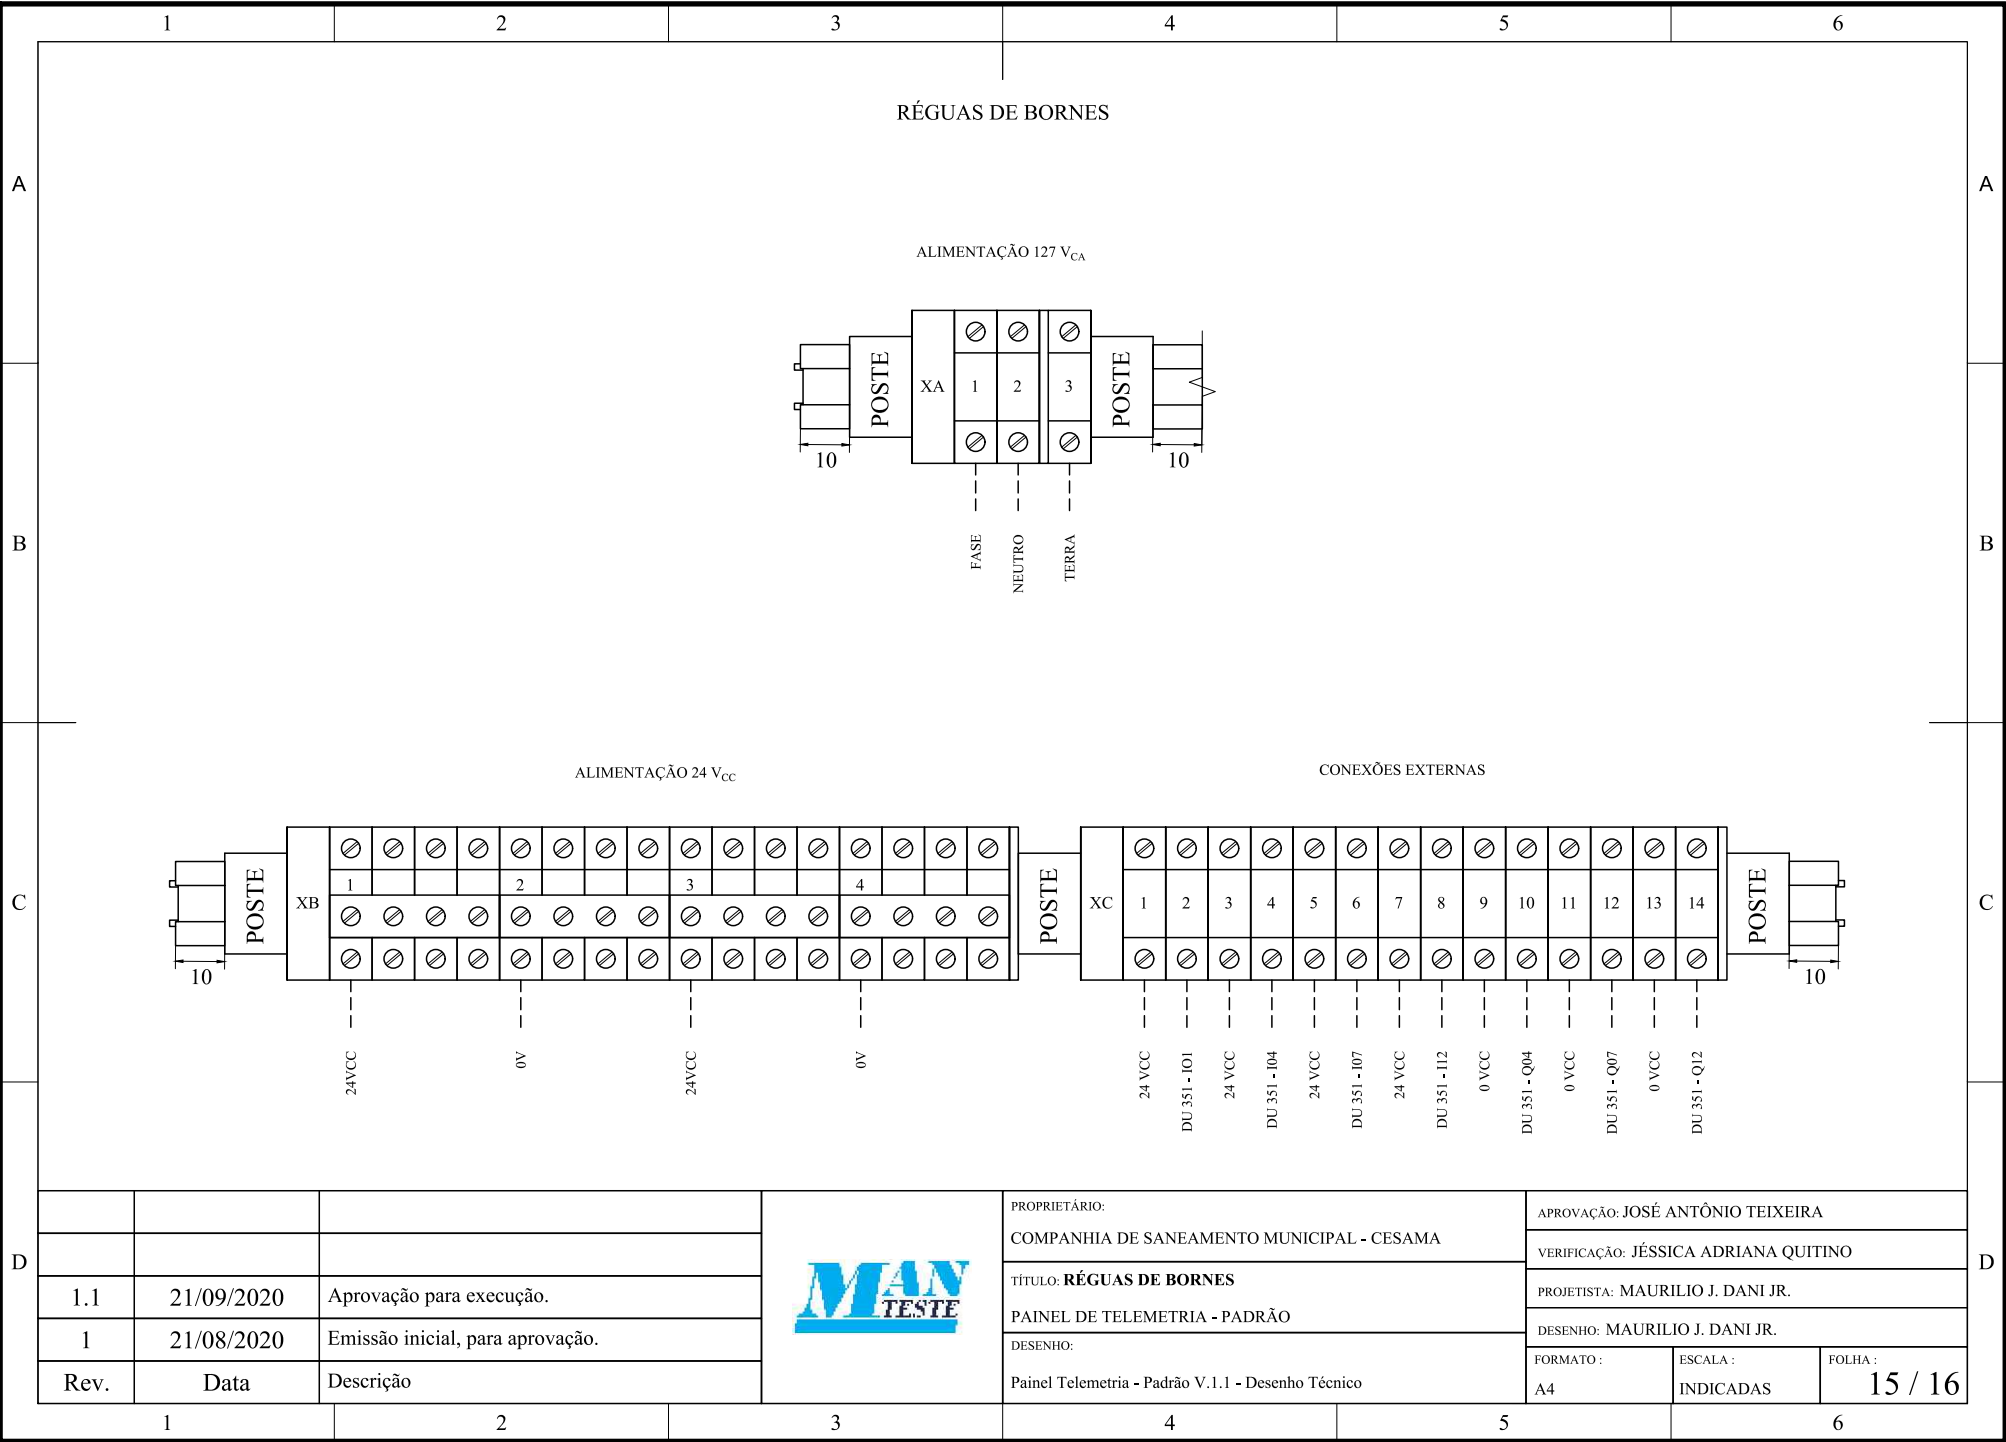 1 2 3 4 5 6
RÉGUAS DE BORNES
A A
ALIMENTAÇÃO 127 VCA
POSTE XA 1 2 3 POSTE
10 10
FASE
NEUTRO
TERRA
B B
ALIMENTAÇÃO 24 VCC
CONEXÕES EXTERNAS
1 2 3 4
C POSTE XB POSTE XC 1 2 3 4 5 6 7 8 9 10 11 12 13 14 POSTE C
10 10
24VCC
0V
24VCC
0V
24 VCC
DU 351 - IO1
24 VCC
DU 351 - I04
24 VCC
DU 351 - I07
24 VCC
DU 351 - I12
0 VCC
DU 351 - Q04
0 VCC
DU 351 - Q07
0 VCC
DU 351 - Q12
D D
1.1 21/09/2020 Aprovação para execução.
1 21/08/2020 Emissão inicial, para aprovação.
Rev. Data Descrição
MAN
TESTE
PROPRIETÁRIO:
COMPANHIA DE SANEAMENTO MUNICIPAL - CESAMA
TÍTULO: RÉGUAS DE BORNES
PAINEL DE TELEMETRIA - PADRÃO
DESENHO:
Painel Telemetria - Padrão V.1.1 - Desenho Técnico
APROVAÇÃO: JOSÉ ANTÔNIO TEIXEIRA
VERIFICAÇÃO: JÉSSICA ADRIANA QUITINO
PROJETISTA: MAURILIO J. DANI JR.
DESENHO: MAURILIO J. DANI JR.
FORMATO :
A4
ESCALA :
INDICADAS
FOLHA :
15 / 16
1 2 3 4 5 6